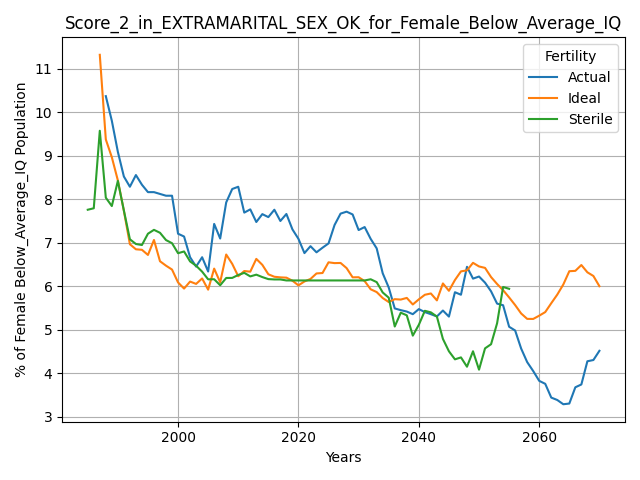 Score_2_in_EXTRAMARITAL_SEX_OK_for_Female_Below_Average_IQ
% of Female Below_Average_IQ Population
11
10
9
8
7
6
5
4
3
Fertility
Actual
Ideal
Sterile
2000 2020 2040 2060
Years